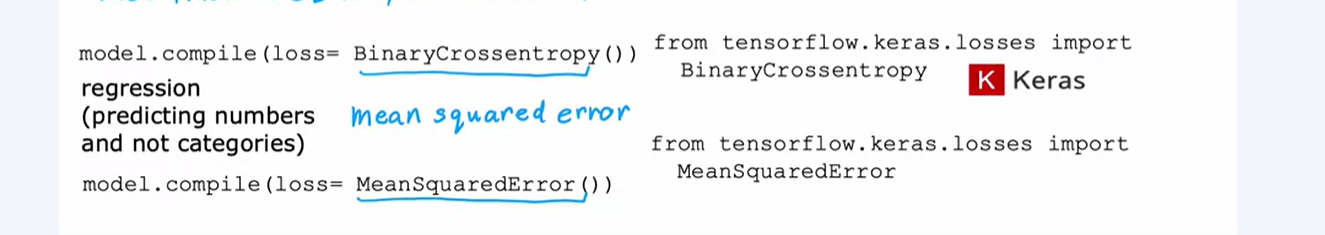 model.compile(loss= BinaryCrossentropy())
from tensorflow.keras.losses import
BinaryCrossentropy
K Keras
regression
(predicting numbers
and not categories)
mean squared error
model.compile(loss= MeanSquaredError())
from tensorflow.keras.losses import
MeanSquaredError